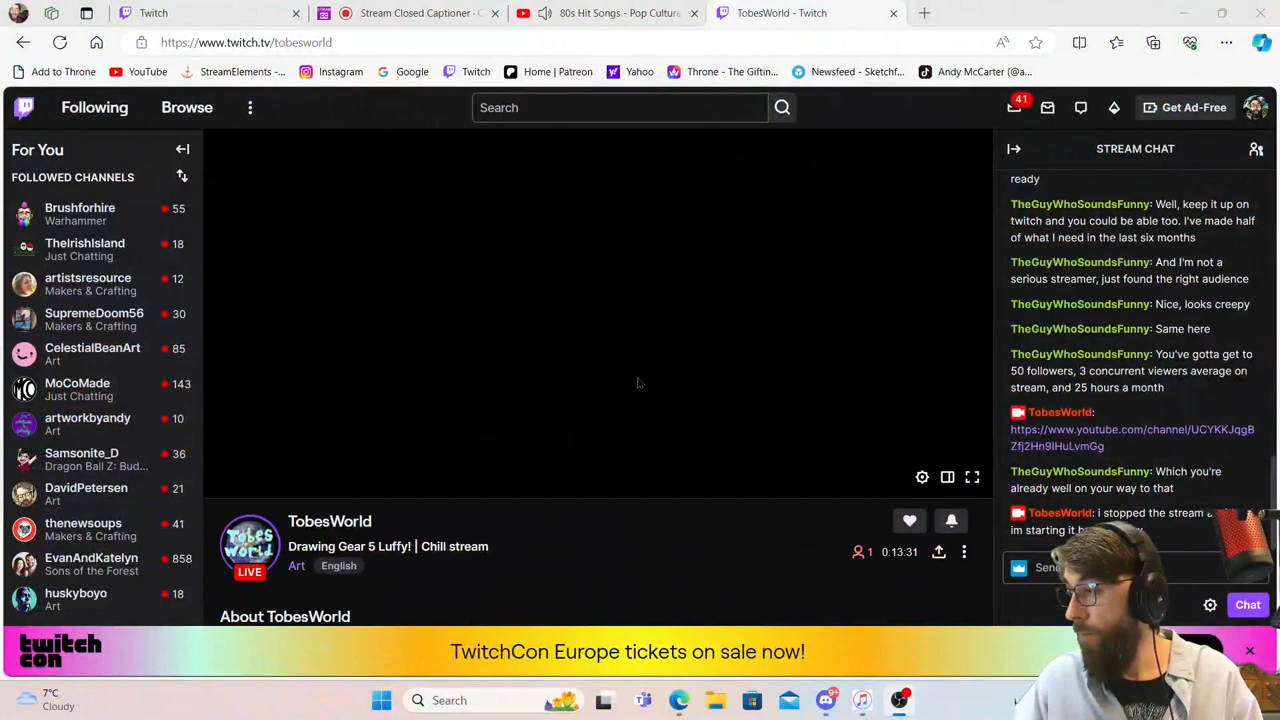 Twitch
Stream Closed Captioner -
80s Hit Songs - Pop Culture
TobesWorld - Twitch
https://www.twitch.tv/tobesworld
Add to Throne
YouTube
StreamElements - ...
Instagram
Google
Twitch
Home | Patreon
Yahoo
Throne - The Giftin...
Newsfeed - Sketchf...
Andy McCarter (@a...
Following
Browse
Search
41
Get Ad-Free
For You
STREAM CHAT
FOLLOWED CHANNELS
Brushforhire
55
Warhammer
TheIrishIsland
18
Just Chatting
artistsresource
12
Makers & Crafting
SupremeDoom56
30
Makers & Crafting
CelestialBeanArt
85
Art
MoCoMade
143
Just Chatting
artworkbyandy
10
Art
Samsonite_D
36
Dragon Ball Z: Bud...
DavidPetersen
21
Art
thenewsoups
41
Makers & Crafting
EvanAndKatelyn
858
Sons of the Forest
huskyboyo
18
Art
ready
TheGuyWhoSoundsFunny: Well, keep it up on
twitch and you could be able too. I've made half
of what I need in the last six months
TheGuyWhoSoundsFunny: And I'm not a
serious streamer, just found the right audience
TheGuyWhoSoundsFunny: Nice, looks creepy
TheGuyWhoSoundsFunny: Same here
TheGuyWhoSoundsFunny: You've gotta get to
50 followers, 3 concurrent viewers average on
stream, and 25 hours a month
TobesWorld:
https://www.youtube.com/channel/UCYKKJqgB
Zfj2Hn9IHuLvmGg
TheGuyWhoSoundsFunny: Which you're
already well on your way to that
TobesWorld: i stopped the stream
im starting it
Chat
Tobes
world
LIVE
TobesWorld
Drawing Gear 5 Luffy! | Chill stream
Art
English
1
0:13:31
About TobesWorld
twitch
con
TwitchCon Europe tickets on sale now!
7°C
Cloudy
Search
9+